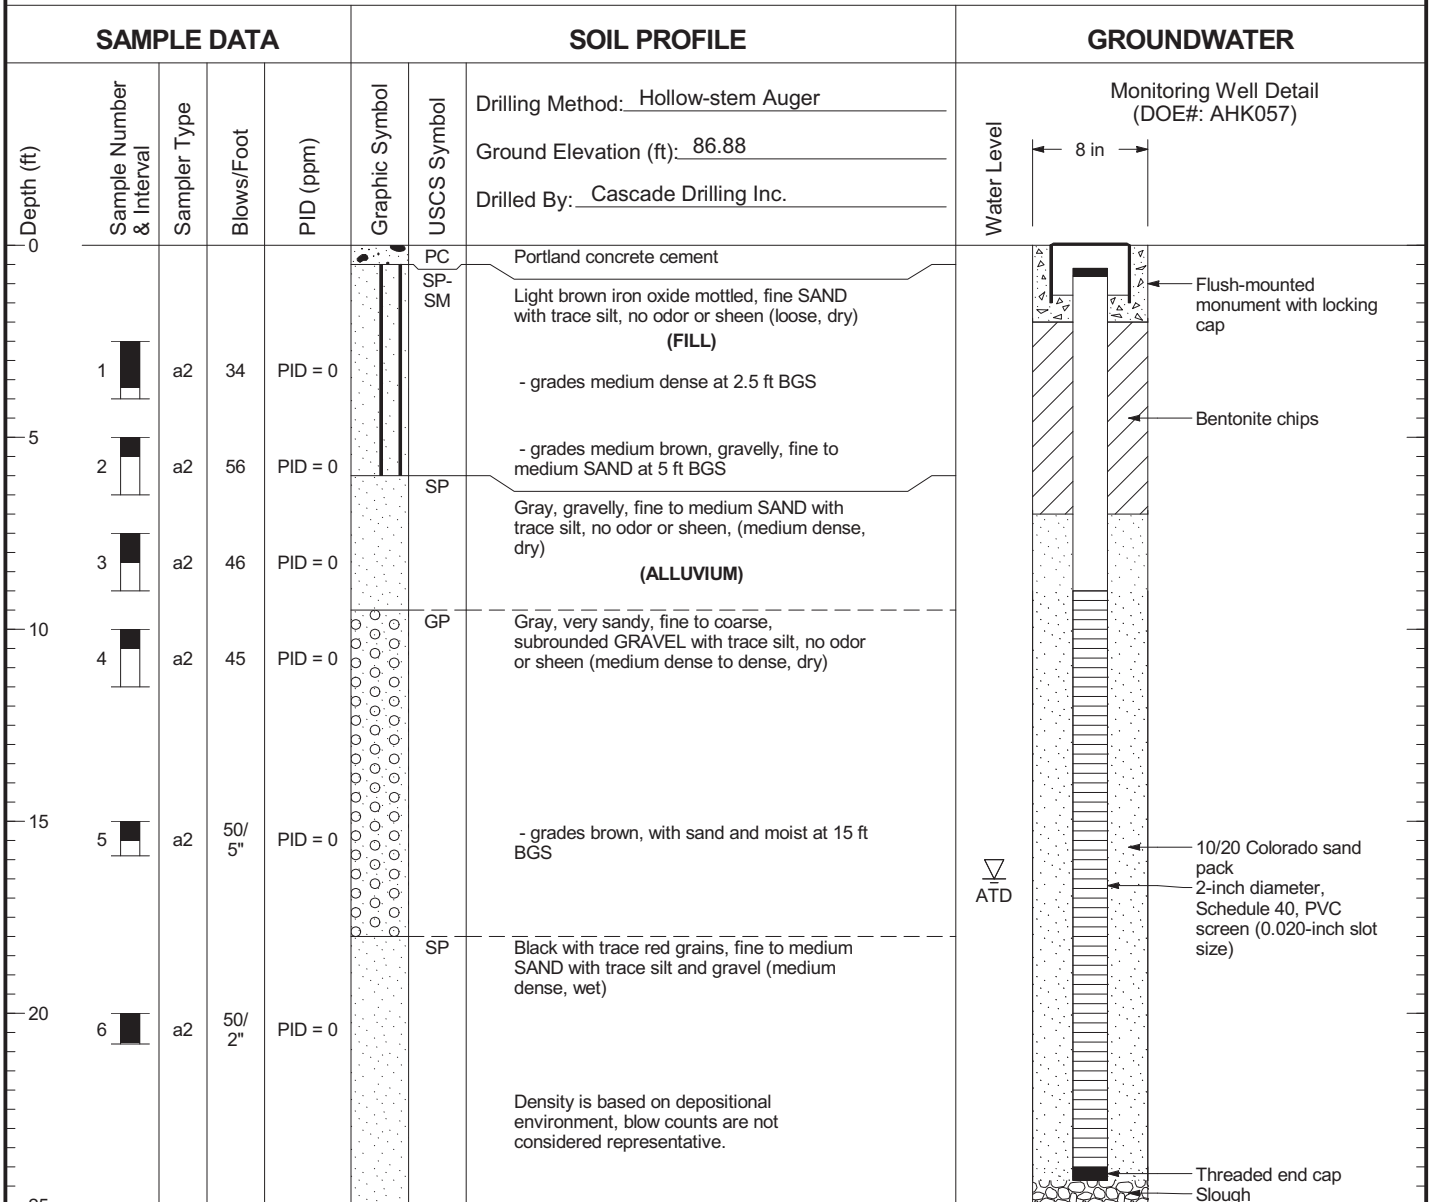 SAMPLE DATA
SOIL PROFILE
GROUNDWATER
Depth (ft)
Sample Number
& Interval
Sampler Type
Blows/Foot
PID (ppm)
Graphic Symbol
USCS Symbol
Drilling Method: Hollow-stem Auger
Ground Elevation (ft): 86.88
Drilled By: Cascade Drilling Inc.
Water Level
Monitoring Well Detail
(DOE#: AHK057)
8 in
0
PC
Portland concrete cement
SP-
SM
Light brown iron oxide mottled, fine SAND
with trace silt, no odor or sheen (loose, dry)
(FILL)
Flush-mounted
monument with locking
cap
1 a2 34 PID = 0
- grades medium dense at 2.5 ft BGS
Bentonite chips
5
2 a2 56 PID = 0
- grades medium brown, gravelly, fine to
medium SAND at 5 ft BGS
SP
Gray, gravelly, fine to medium SAND with
trace silt, no odor or sheen, (medium dense,
dry)
(ALLUVIUM)
3 a2 46 PID = 0
10
GP
Gray, very sandy, fine to coarse,
subrounded GRAVEL with trace silt, no odor
or sheen (medium dense to dense, dry)
4 a2 45 PID = 0
15
5 a2 50/
5" PID = 0
- grades brown, with sand and moist at 15 ft
BGS
ATD
10/20 Colorado sand
pack
2-inch diameter,
Schedule 40, PVC
screen (0.020-inch slot
size)
SP
Black with trace red grains, fine to medium
SAND with trace silt and gravel (medium
dense, wet)
20
6 a2 50/
2" PID = 0
Density is based on depositional
environment, blow counts are not
considered representative.
Threaded end cap
Slough